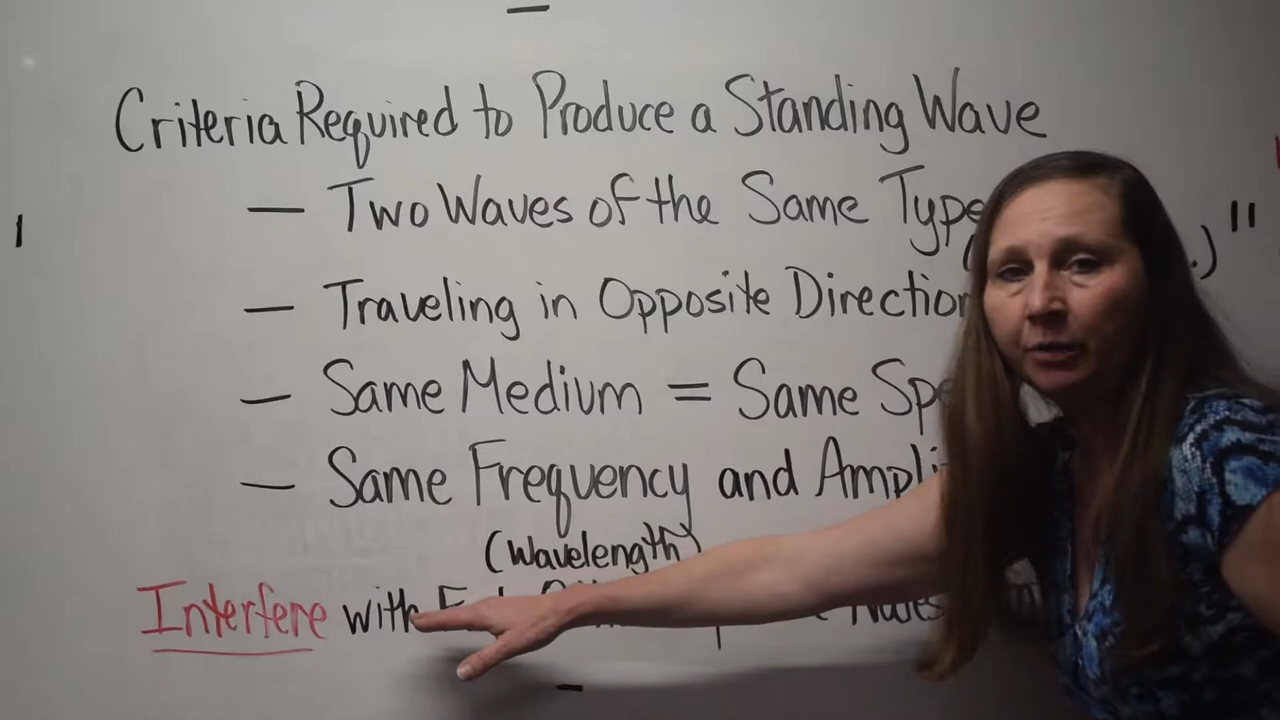 Criteria Required to Produce a Standing Wave
— Two Waves of the Same Type
— Traveling in Opposite Direction
— Same Medium = Same Spe
— Same Frequency and Ampli
(Wavelength)
Interfere with